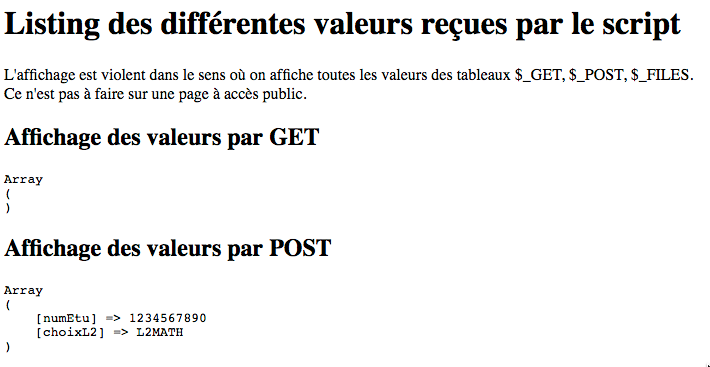 Listing des différentes valeurs reçues par le script
L'affichage est violent dans le sens où on affiche toutes les valeurs des tableaux $_GET, $_POST, $_FILES.
Ce n'est pas à faire sur une page à accès public.
Affichage des valeurs par GET
Array
(
)
Affichage des valeurs par POST
Array
(
    [numEtu] => 1234567890
    [choixL2] => L2MATH
)